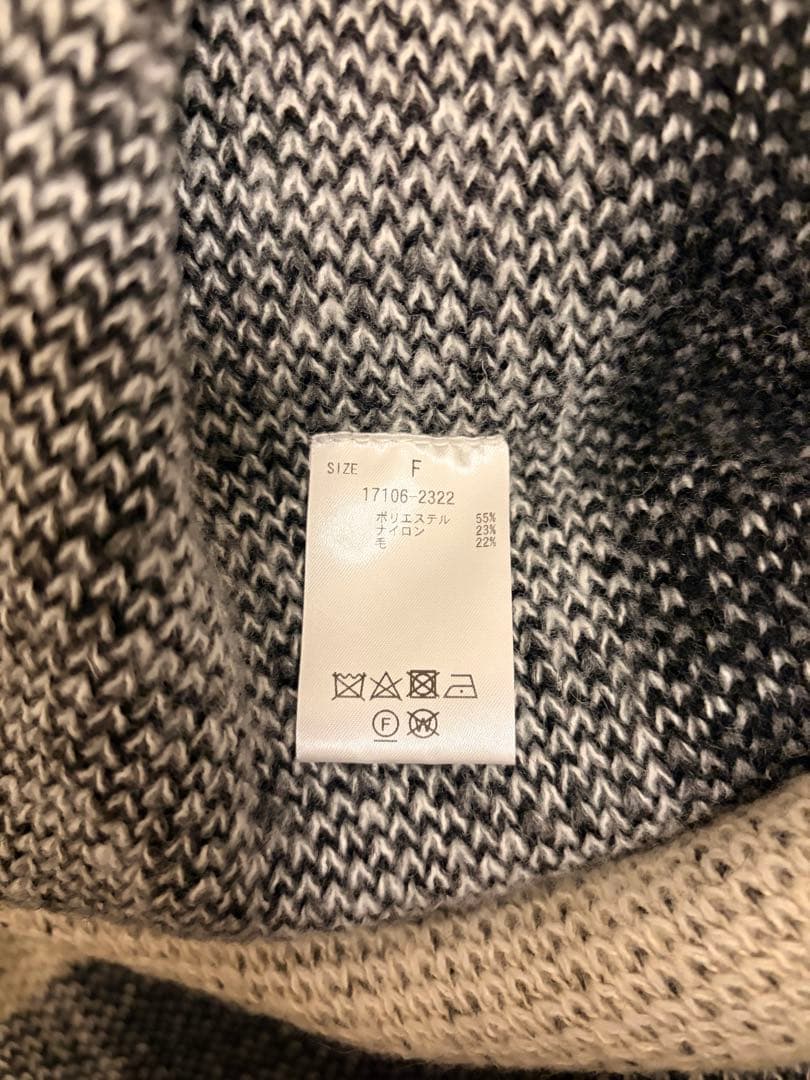 SIZE F
17106-2322
ポリエステル 55%
ナイロン 23%
毛 22%
F
W